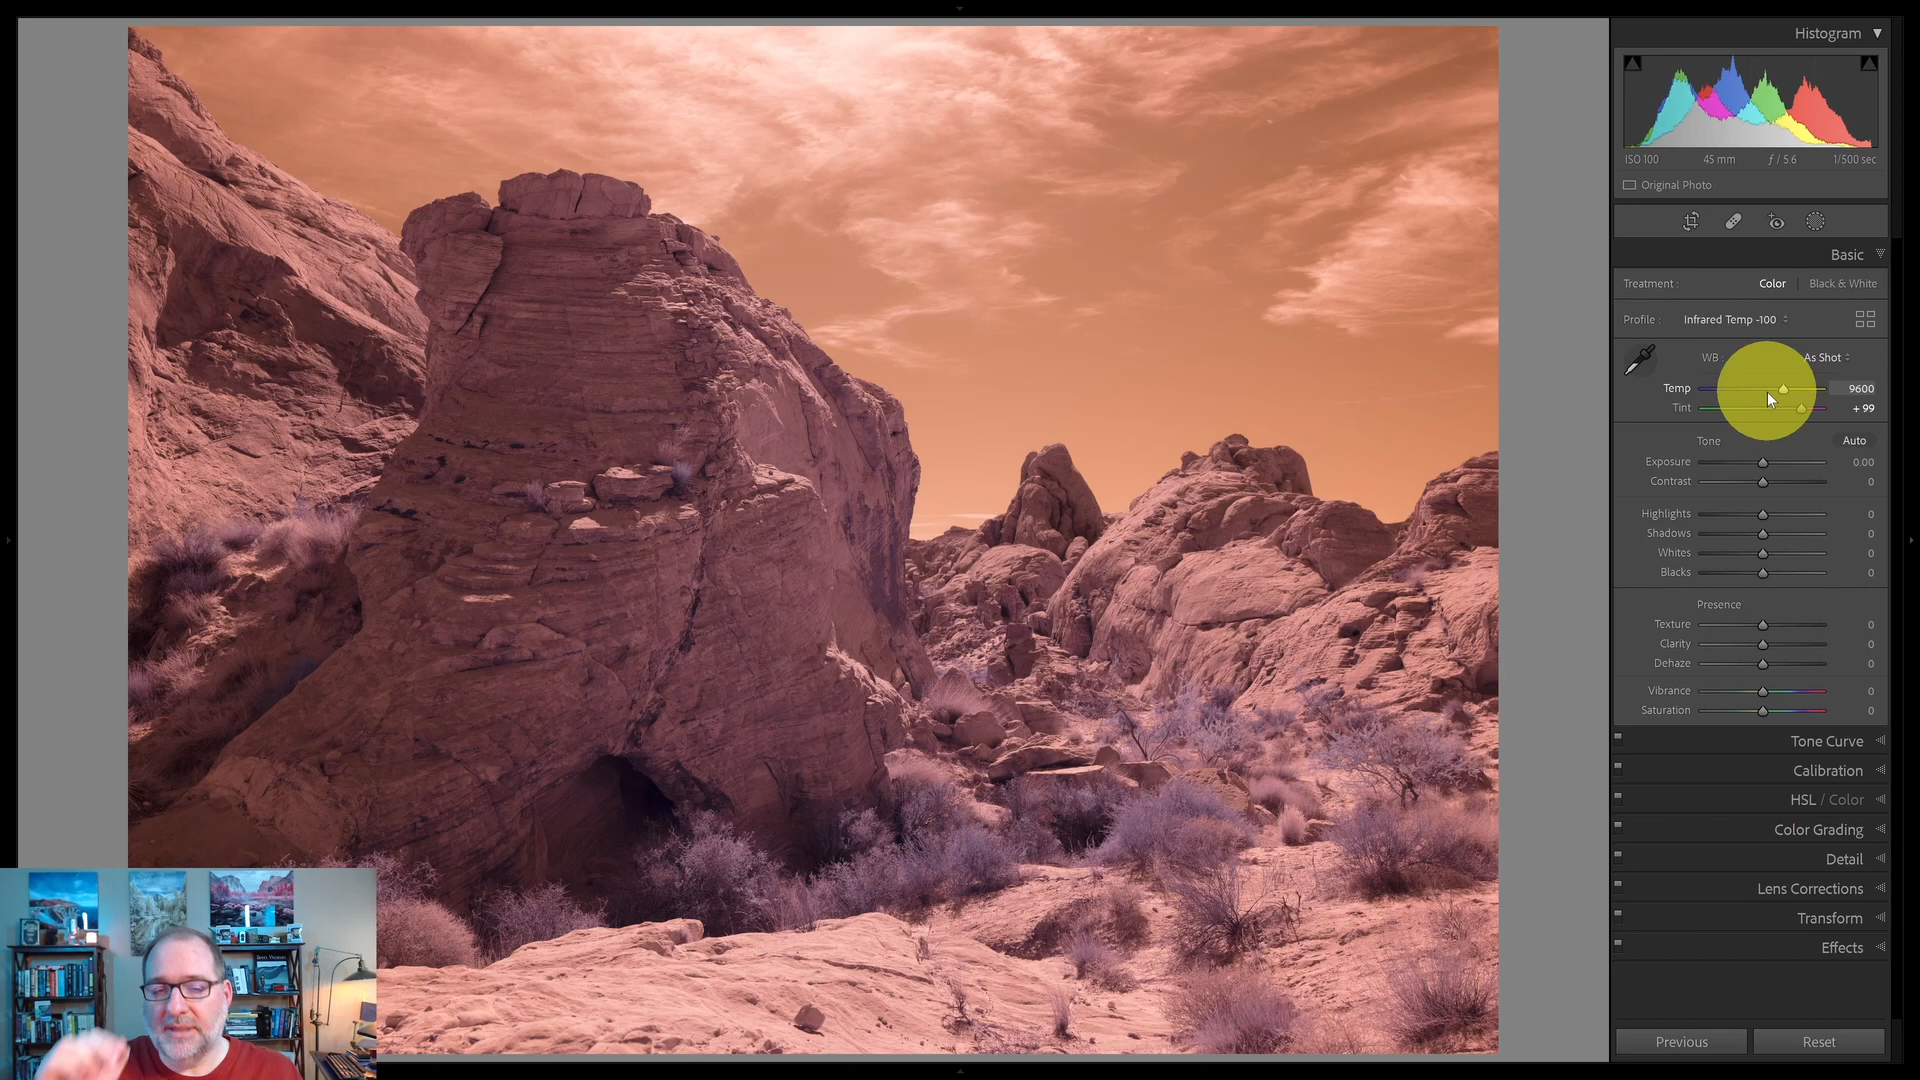 Histogram
ISO 100 45 mm ƒ / 5.6 1/500 sec
Original Photo
Basic
Treatment : Color Black & White
Profile : Infrared Temp -100
WB : As Shot
Temp 9600
Tint + 99
Tone Auto
Exposure 0.00
Contrast 0
Highlights 0
Shadows 0
Whites 0
Blacks 0
Presence
Texture 0
Clarity 0
Dehaze 0
Vibrance 0
Saturation 0
Tone Curve
Calibration
HSL / Color
Color Grading
Detail
Lens Corrections
Transform
Effects
Previous Reset